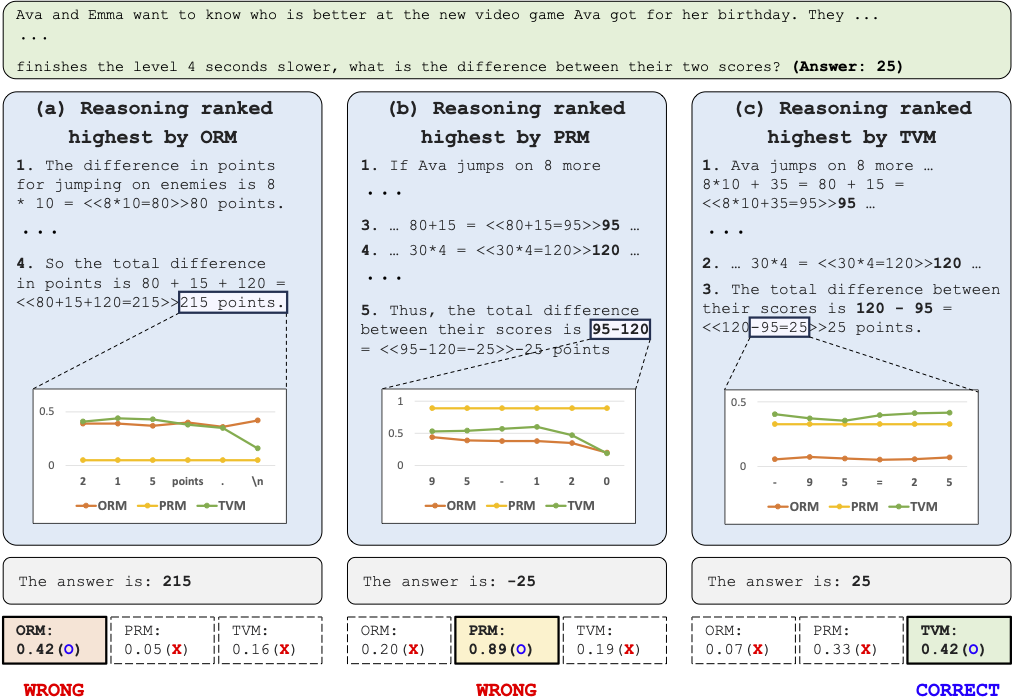 Ava and Emma want to know who is better at the new video game Ava got for her birthday. They ...
...
finishes the level 4 seconds slower, what is the difference between their two scores? (Answer: 25)
(a) Reasoning ranked
highest by ORM
1. The difference in points
for jumping on enemies is 8
* 10 = <<8*10=80>>80 points.
...
4. So the total difference
in points is 80 + 15 + 120 =
<<80+15+120=215>>215 points.
0.5
0
2 1 5 points . \n
ORM PRM TVM
The answer is: 215
ORM:
0.42(O)
PRM:
0.05(X)
TVM:
0.16(X)
WRONG
(b) Reasoning ranked
highest by PRM
1. If Ava jumps on 8 more
...
3. … 80+15 = <<80+15=95>>95 …
4. … 30*4 = <<30*4=120>>120 …
...
5. Thus, the total difference
between their scores is 95-120
= <<95-120=-25>>-25 points
1
0.5
0
9 5 - 1 2 0
ORM PRM TVM
The answer is: -25
ORM:
0.20(X)
PRM:
0.89(O)
TVM:
0.19(X)
WRONG
(c) Reasoning ranked
highest by TVM
1. Ava jumps on 8 more …
8*10 + 35 = 80 + 15 =
<<8*10+35=95>>95 …
...
2. … 30*4 = <<30*4=120>>120 …
3. The total difference between
their scores is 120 - 95 =
<<120-95=25>>25 points.
0.5
0
- 9 5 = 2 5
ORM PRM TVM
The answer is: 25
ORM:
0.07(X)
PRM:
0.33(X)
TVM:
0.42(O)
CORRECT